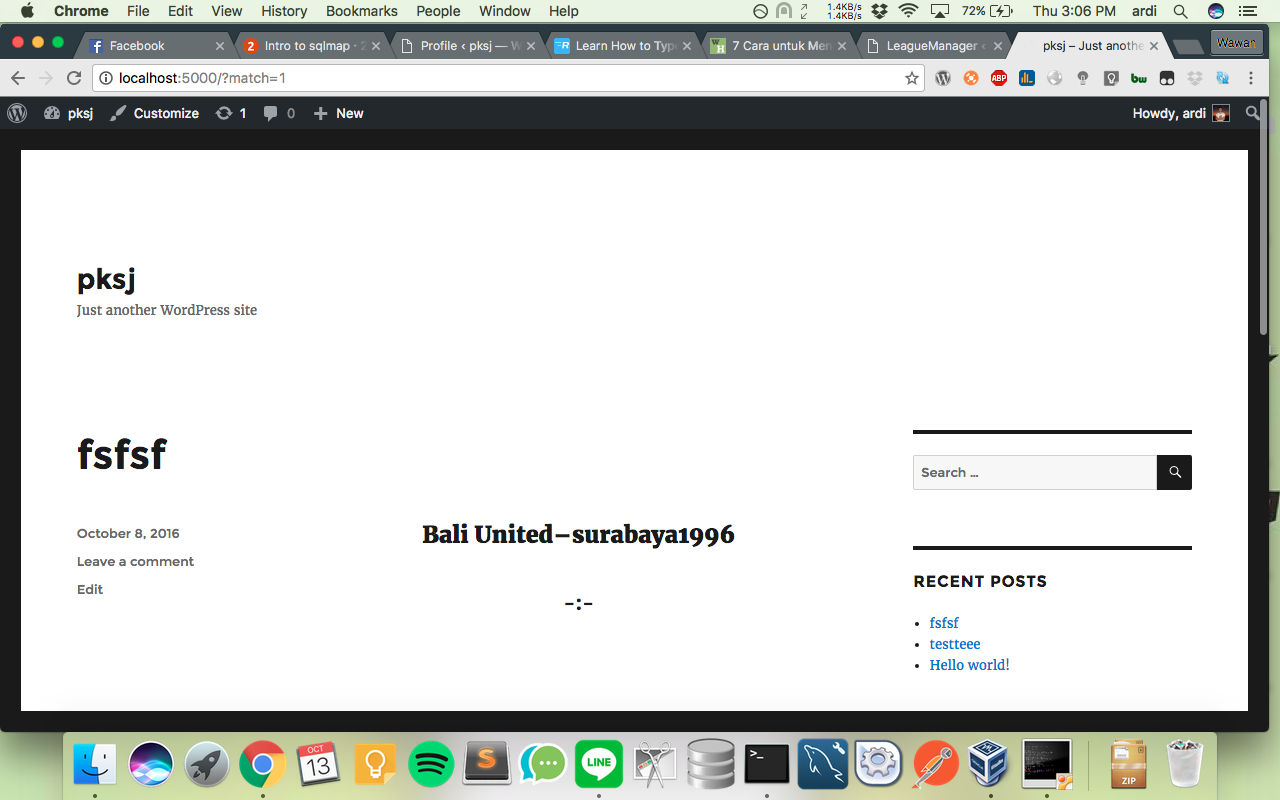 Chrome File Edit View History Bookmarks People Window Help 1.4KB/s 1.4KB/s 72% Thu 3:06 PM ardi
Facebook Intro to sqlmap · 2 Profile ‹ pksj — W Learn How to Type 7 Cara untuk Men LeagueManager ‹ pksj – Just anothe Wawan
localhost:5000/?match=1 ABP bw
pksj Customize 1 0 New Howdy, ardi
pksj
Just another WordPress site
fsfsf
Search …
October 8, 2016
Bali United–surabaya1996
Leave a comment
Edit
-:-
RECENT POSTS
fsfsf
testteee
Hello world!
OCT
13
LINE
ZIP